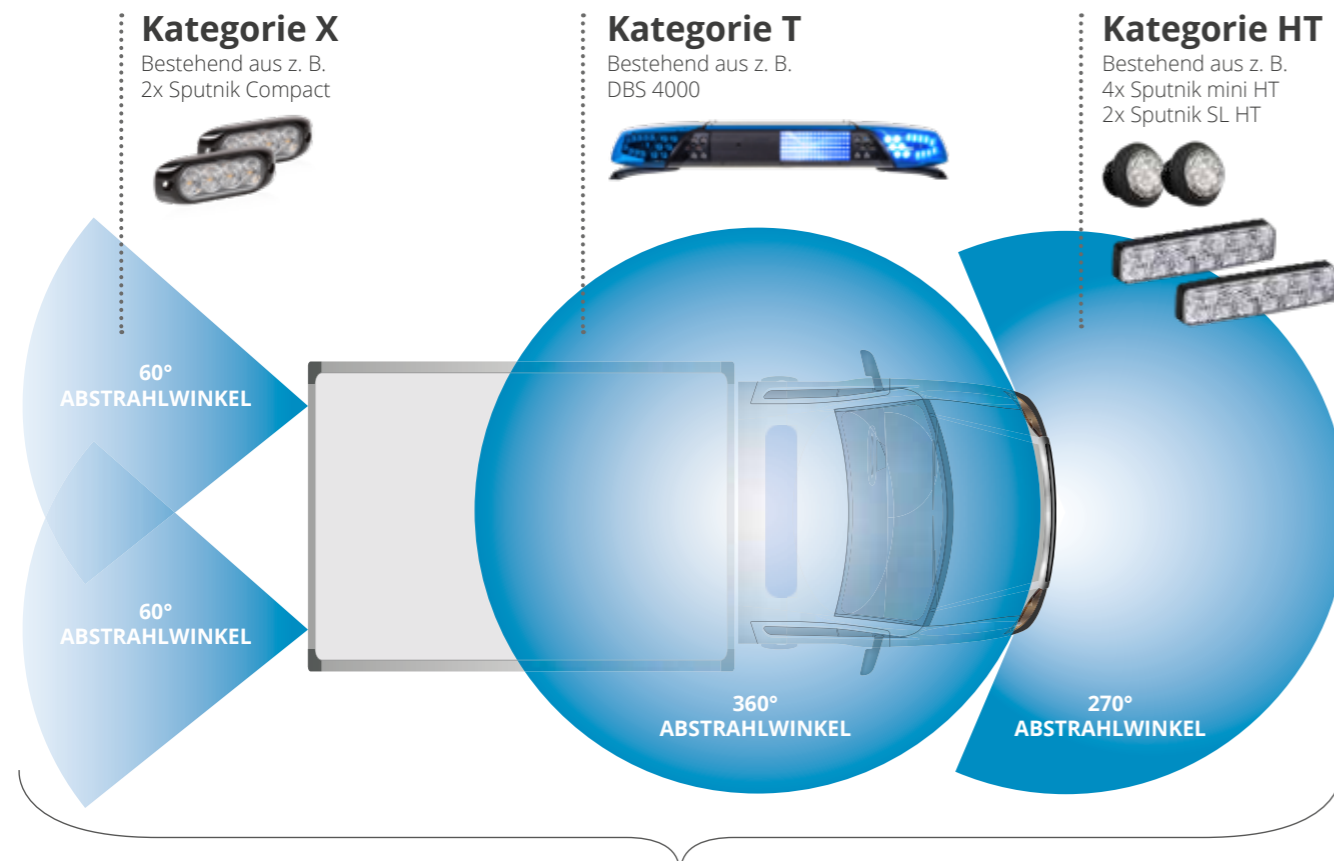 Kategorie X
Bestehend aus z. B.
2x Sputnik Compact
Kategorie T
Bestehend aus z. B.
DBS 4000
Kategorie HT
Bestehend aus z. B.
4x Sputnik mini HT
2x Sputnik SL HT
60°
ABSTRAHLWINKEL
60°
ABSTRAHLWINKEL
360°
ABSTRAHLWINKEL
270°
ABSTRAHLWINKEL